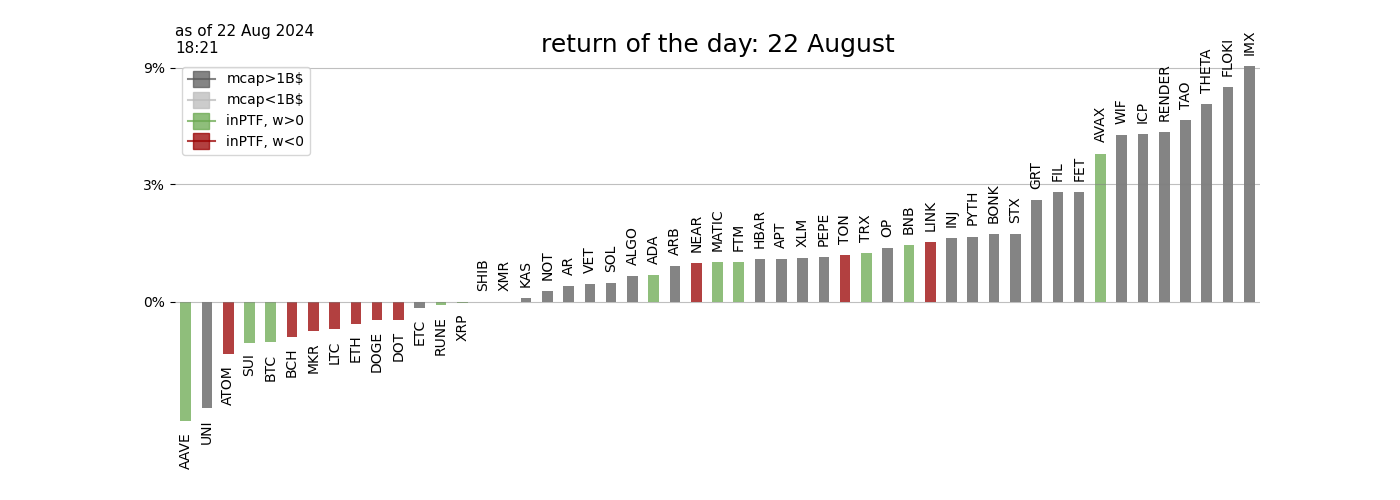 as of 22 Aug 2024
18:21
return of the day: 22 August
9%
3%
0%
mcap>1B$
mcap<1B$
inPTF, w>0
inPTF, w<0
AAVE
UNI
ATOM
SUI
BTC
BCH
MKR
LTC
ETH
DOGE
DOT
ETC
RUNE
XRP
SHIB
XMR
KAS
NOT
AR
VET
SOL
ALGO
ADA
ARB
NEAR
MATIC
FTM
HBAR
APT
XLM
PEPE
TON
TRX
OP
BNB
LINK
INJ
PYTH
BONK
STX
GRT
FIL
FET
AVAX
WIF
ICP
RENDER
TAO
THETA
FLOKI
IMX